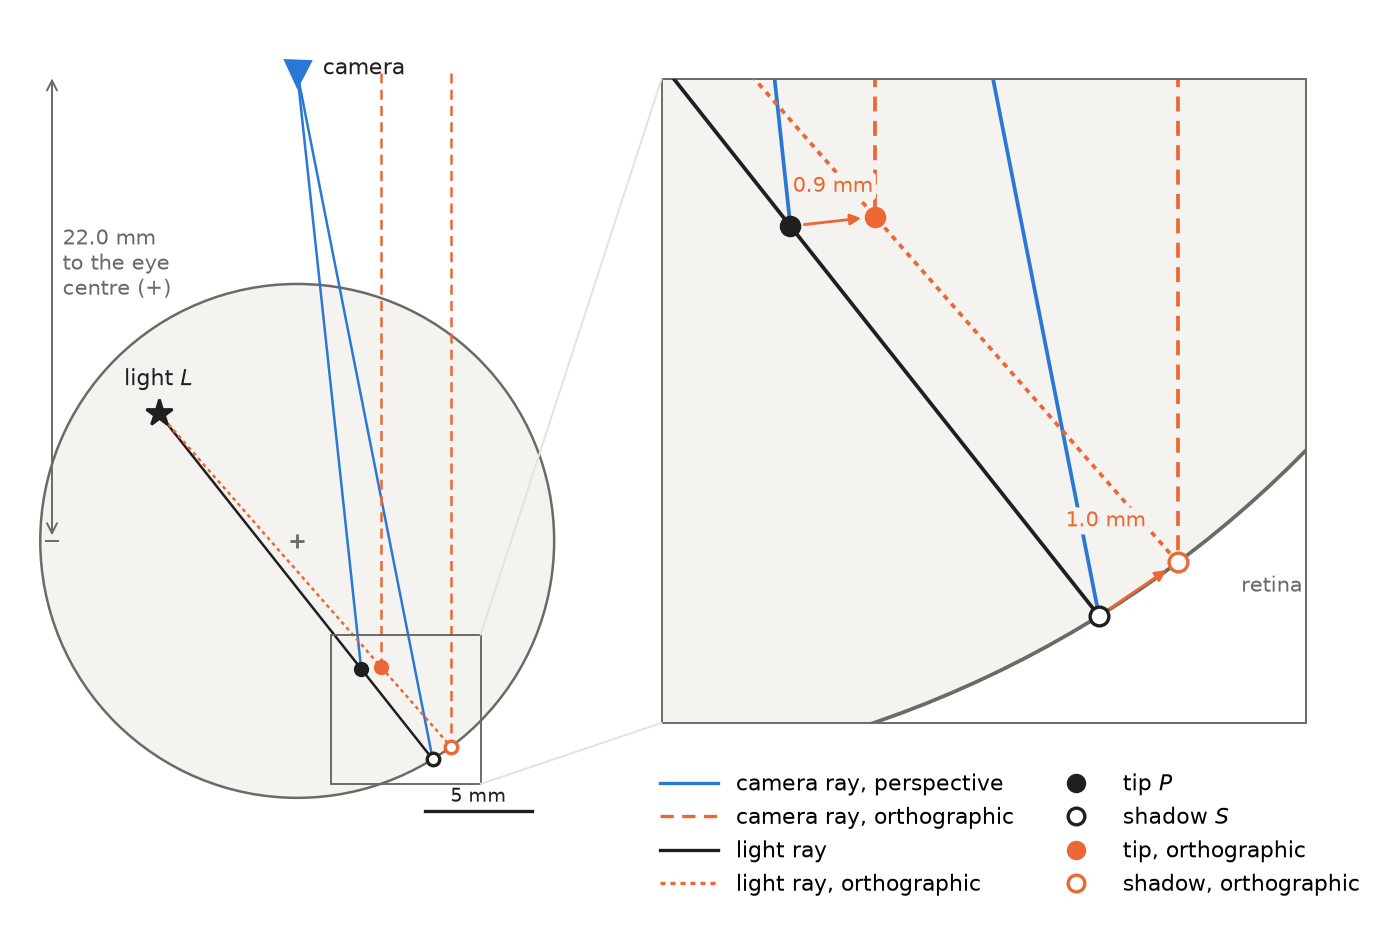 camera
22.0 mm
to the eye
centre (+)
light L
0.9 mm
1.0 mm
retina
5 mm
camera ray, perspective
camera ray, orthographic
light ray
light ray, orthographic
tip P
shadow S
tip, orthographic
shadow, orthographic